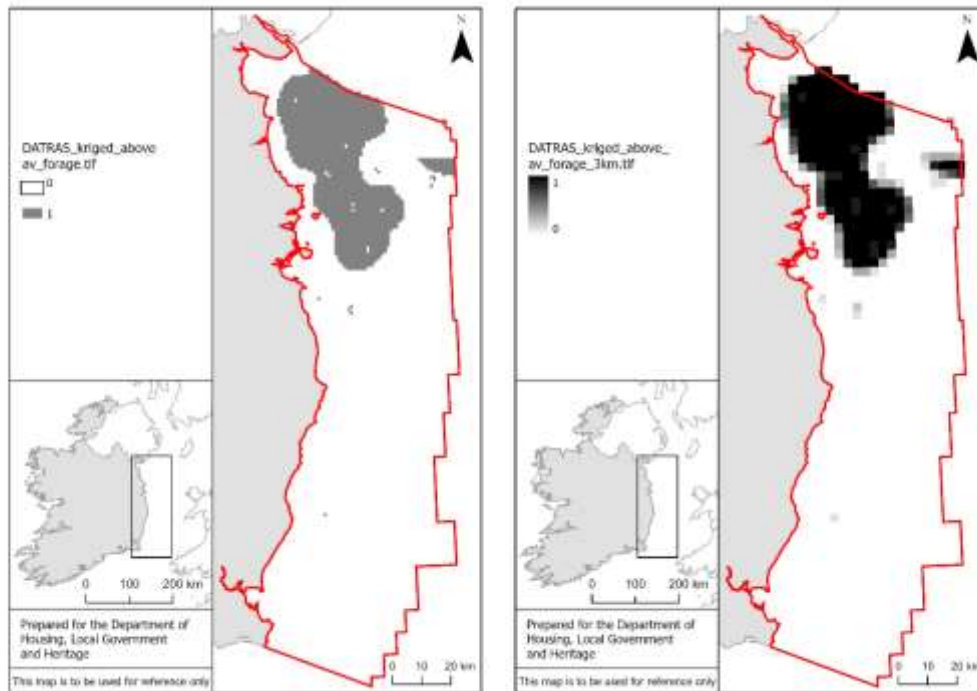 N
DATRAS_kriged_above
av_forage.tif
0
1
0 100 200 km
Prepared for the Department of
Housing, Local Government
and Heritage
This map is to be used for reference only
0 20 km
N
DATRAS_kriged_above_
av_forage_3km.tif
1
0
0 100 200 km
Prepared for the Department of
Housing, Local Government
and Heritage
This map is to be used for reference only
0 20 km